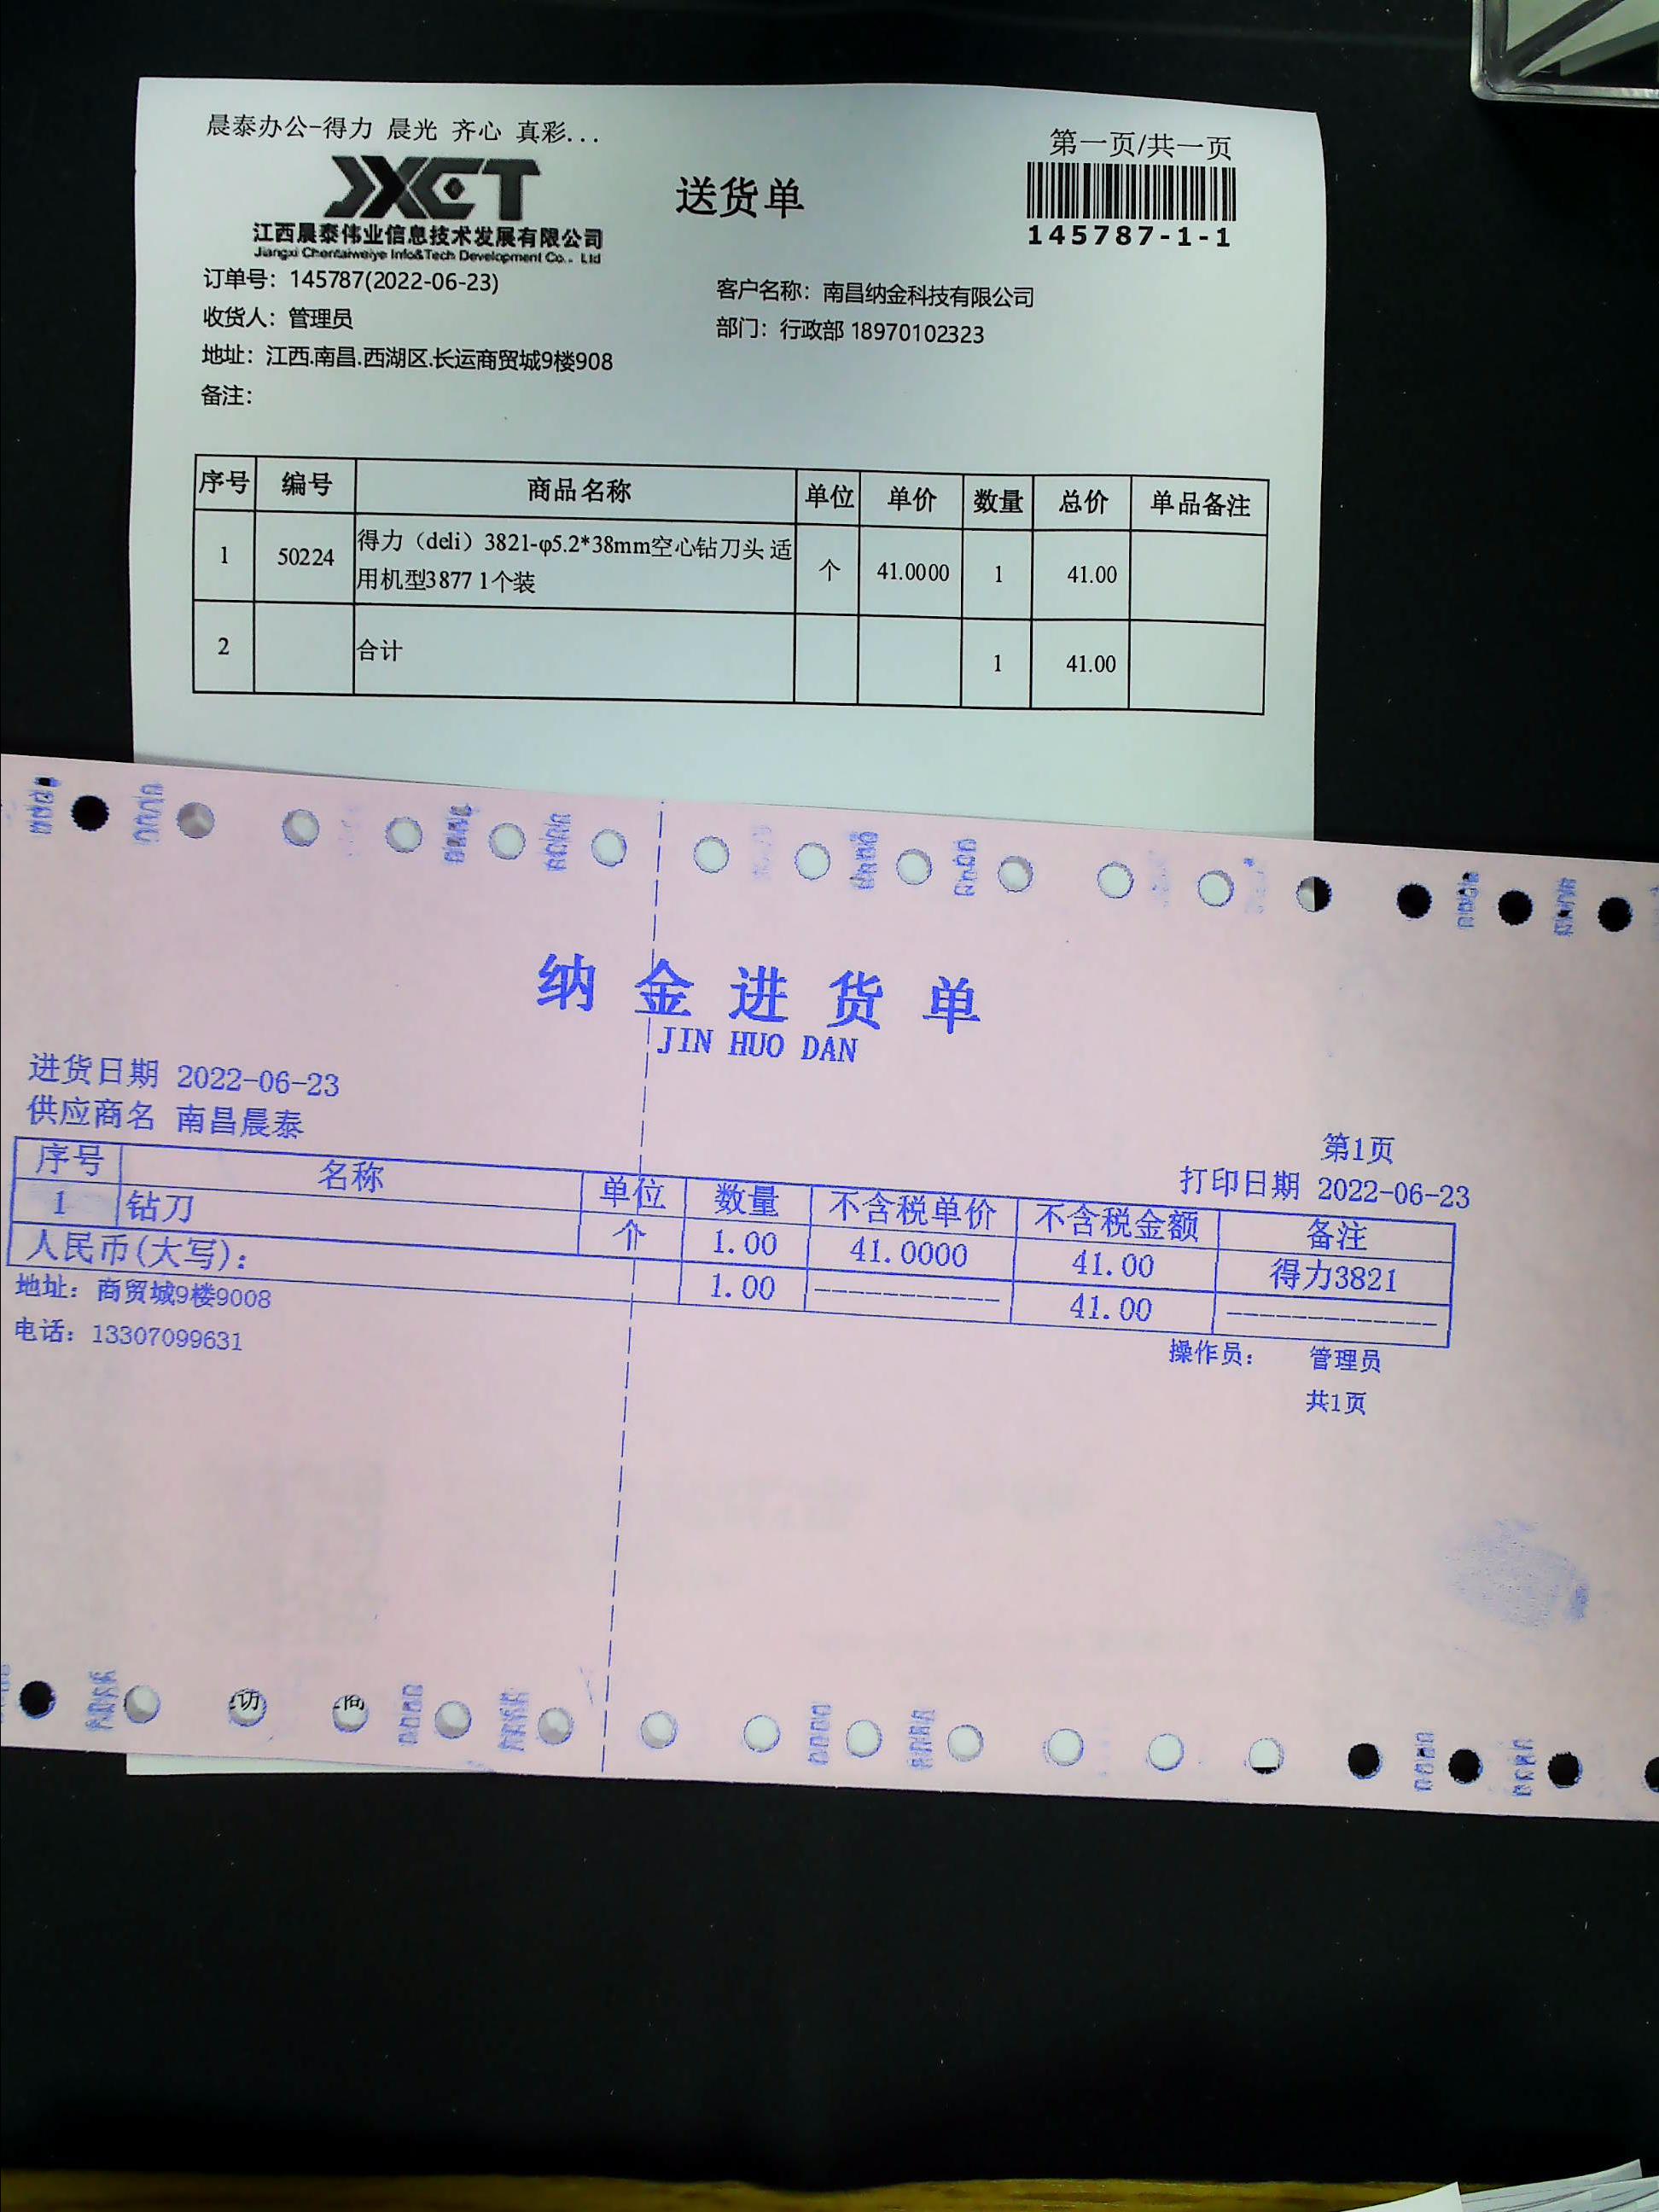 晨泰办公-得力 晨光 齐心 真彩...
第一页/共一页
JXCT
送货单
145787-1-1
江西晨泰伟业信息技术发展有限公司
Jiangxi Chentaiweiye Info&Tech Development Co., Ltd
订单号：145787(2022-06-23)
客户名称：南昌纳金科技有限公司
收货人：管理员
部门：行政部 18970102323
地址：江西.南昌.西湖区.长运商贸城9楼908
备注：
序号 编号 商品名称 单位 单价 数量 总价 单品备注
1 50224 得力（deli）3821-φ5.2*38mm空心钻刀头 适用机型3877 1个装 个 41.0000 1 41.00
2 合计 1 41.00
纳金进货单
JIN HUO DAN
进货日期 2022-06-23
供应商名 南昌晨泰
第1页
打印日期 2022-06-23
序号 名称 单位 数量 不含税单价 不含税金额 备注
1 钻刀 个 1.00 41.0000 41.00 得力3821
人民币(大写): 1.00 ------------ 41.00 -------------
地址：商贸城9楼9008
电话：13307099631
操作员： 管理员
共1页
访